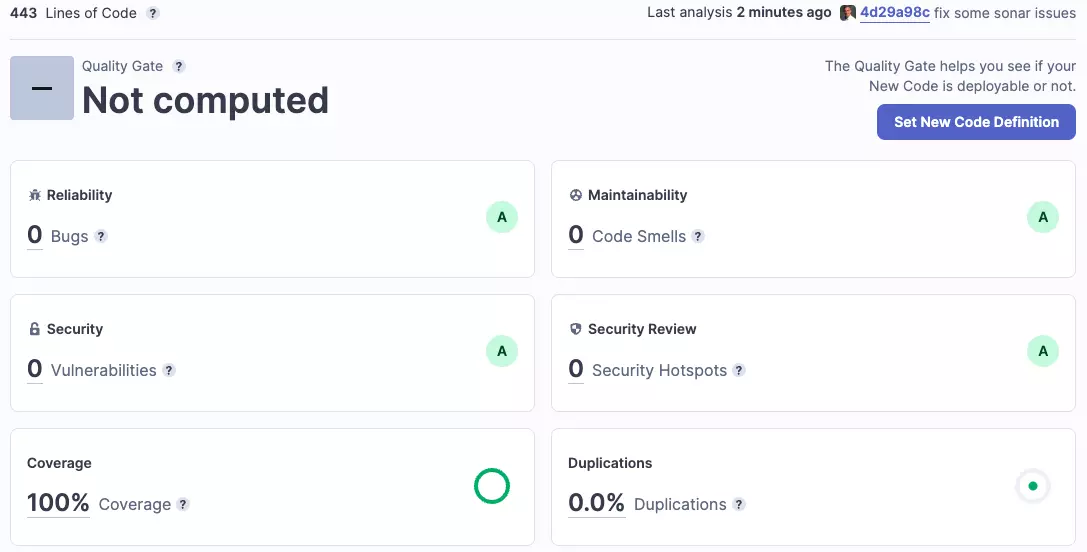 443 Lines of Code ?
Last analysis 2 minutes ago 4d29a98c fix some sonar issues
Quality Gate ?
Not computed
The Quality Gate helps you see if your
New Code is deployable or not.
Set New Code Definition
Reliability
0 Bugs ?
A
Maintainability
0 Code Smells ?
A
Security
0 Vulnerabilities ?
A
Security Review
0 Security Hotspots ?
A
Coverage
100% Coverage ?
Duplications
0.0% Duplications ?